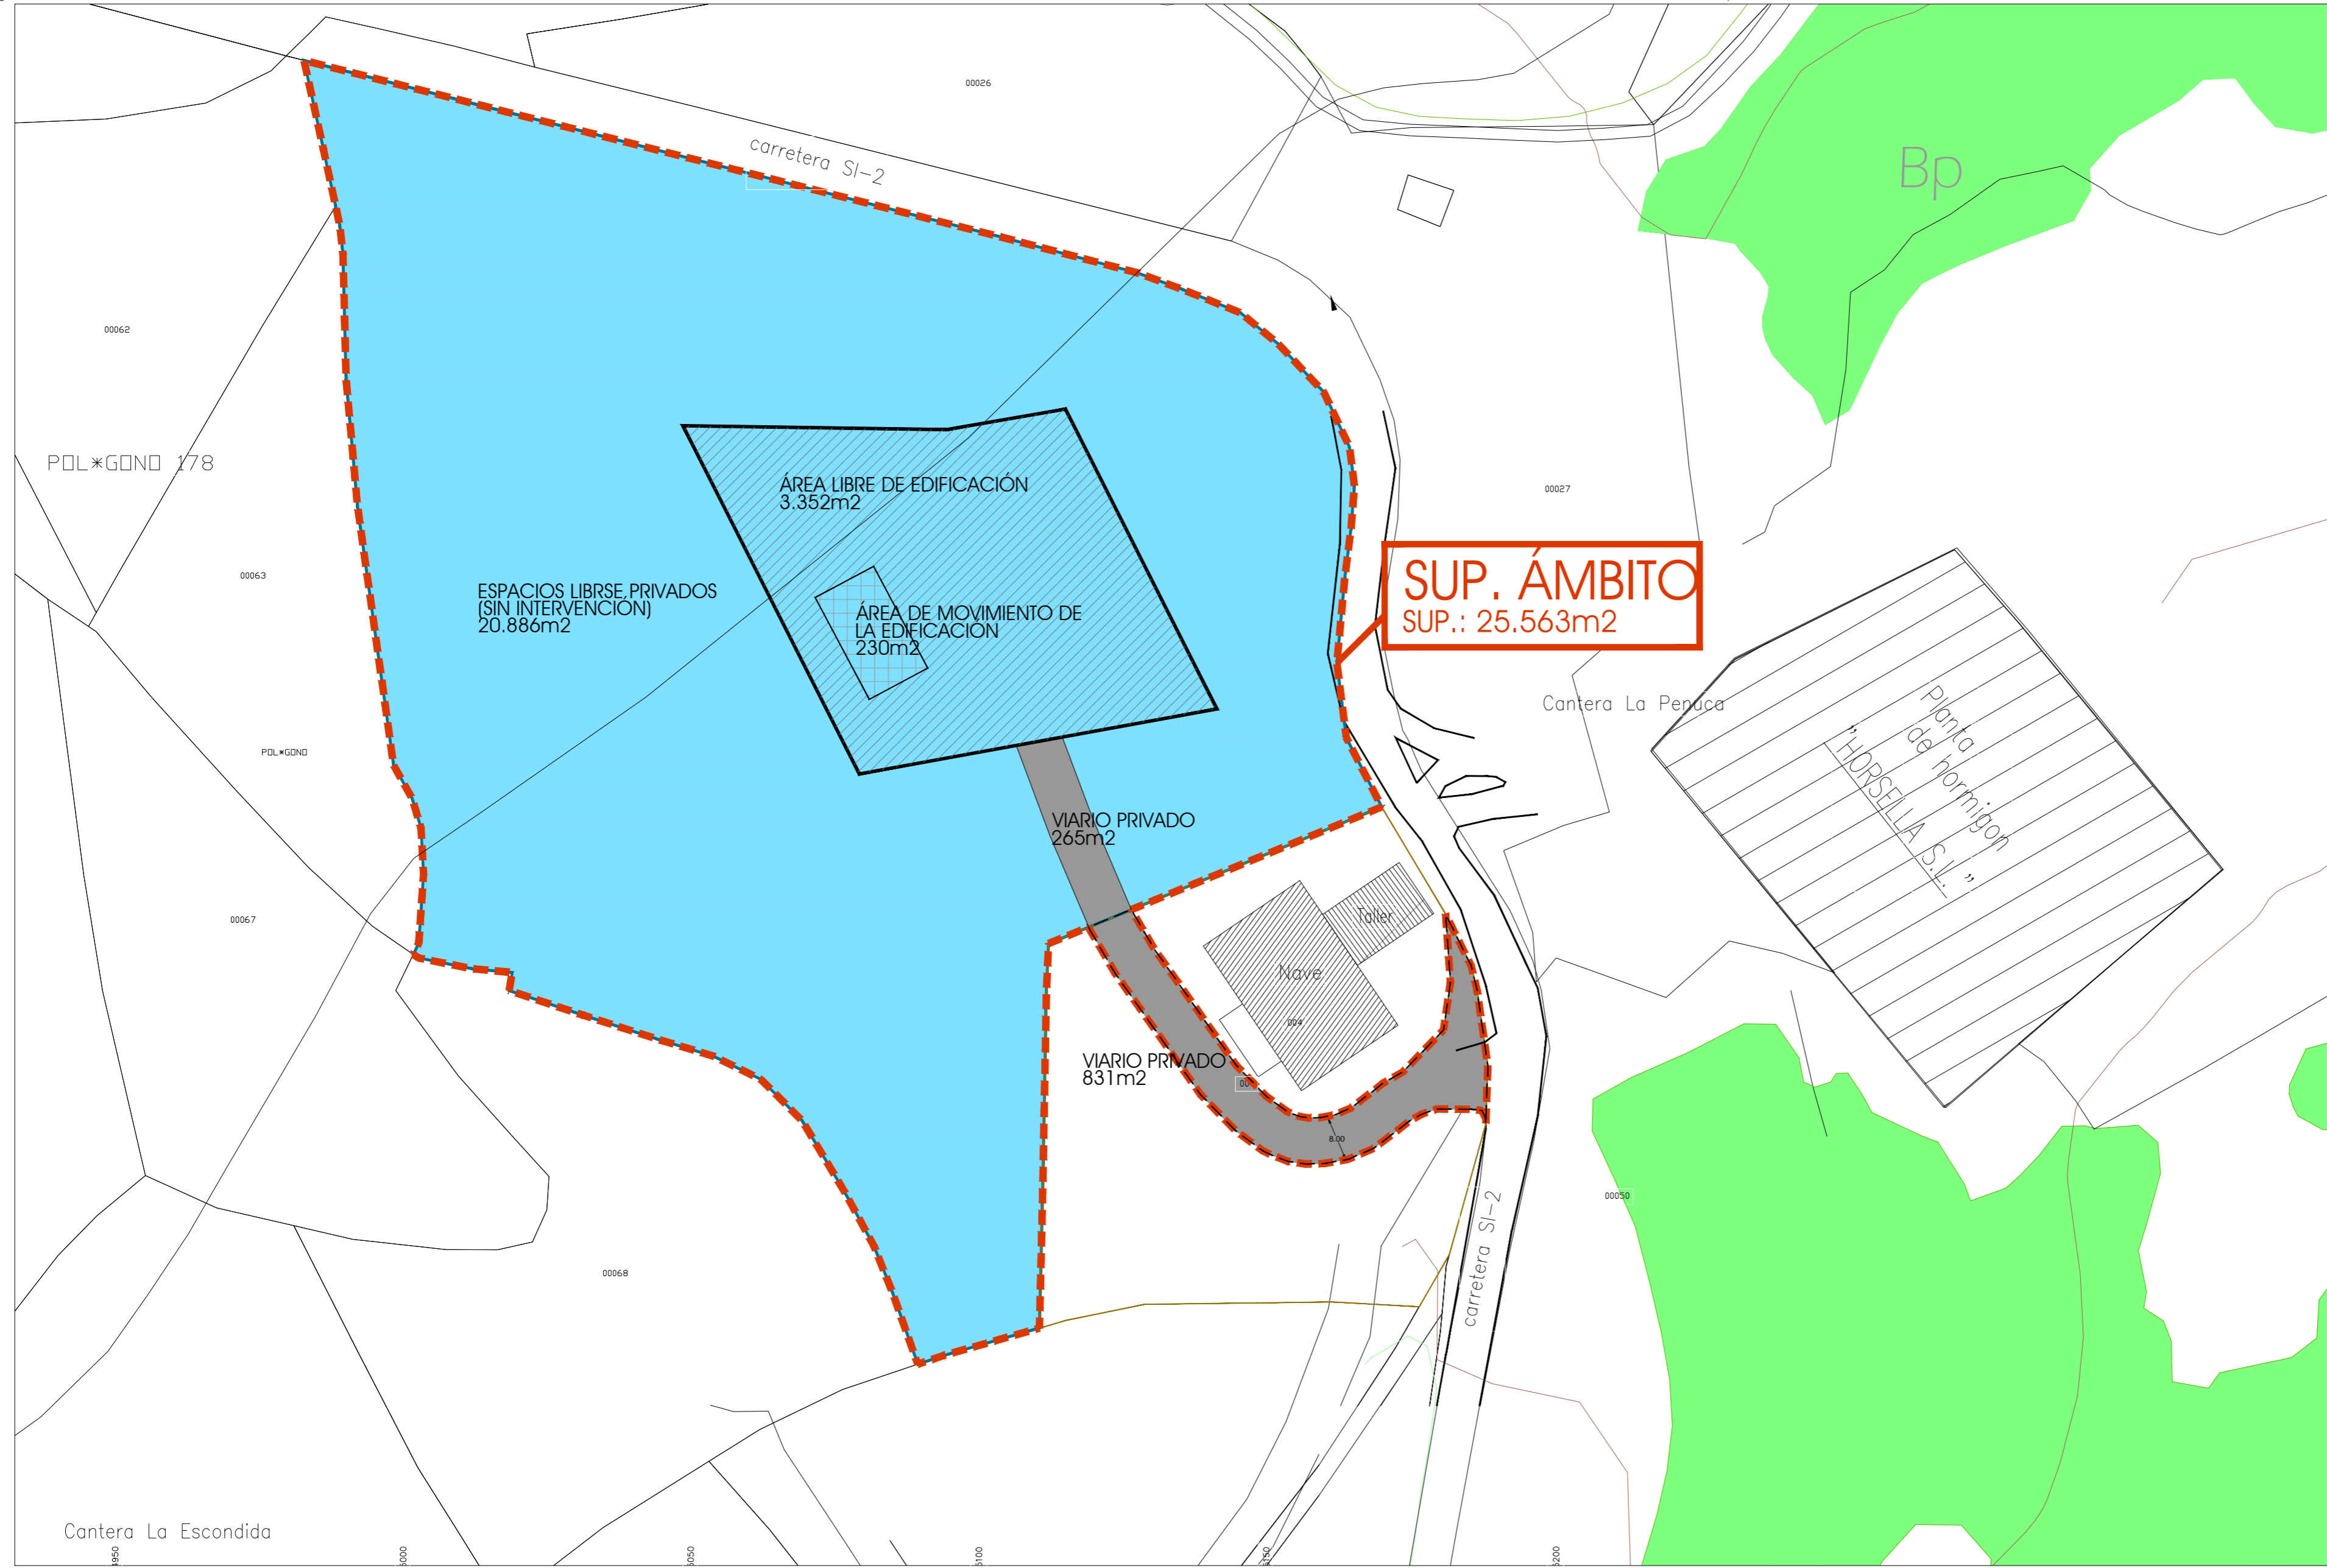 00026
carretera SI-2
Bp
00062
POL*GONO 178
00027
ÁREA LIBRE DE EDIFICACIÓN
3.352m2
00063
ESPACIOS LIBRSE PRIVADOS
(SIN INTERVENCIÓN)
20.886m2
ÁREA DE MOVIMIENTO DE
LA EDIFICACIÓN
230m2
SUP. ÁMBITO
SUP.: 25.563m2
Cantera La Penuca
Planta
de hormigon
"HORSELLA S.L."
POL*GONO
VIARIO PRIVADO
265m2
00067
Taller
Nave
004
VIARIO PRIVADO
831m2
8.00
00050
carretera SI-2
00068
Cantera La Escondida